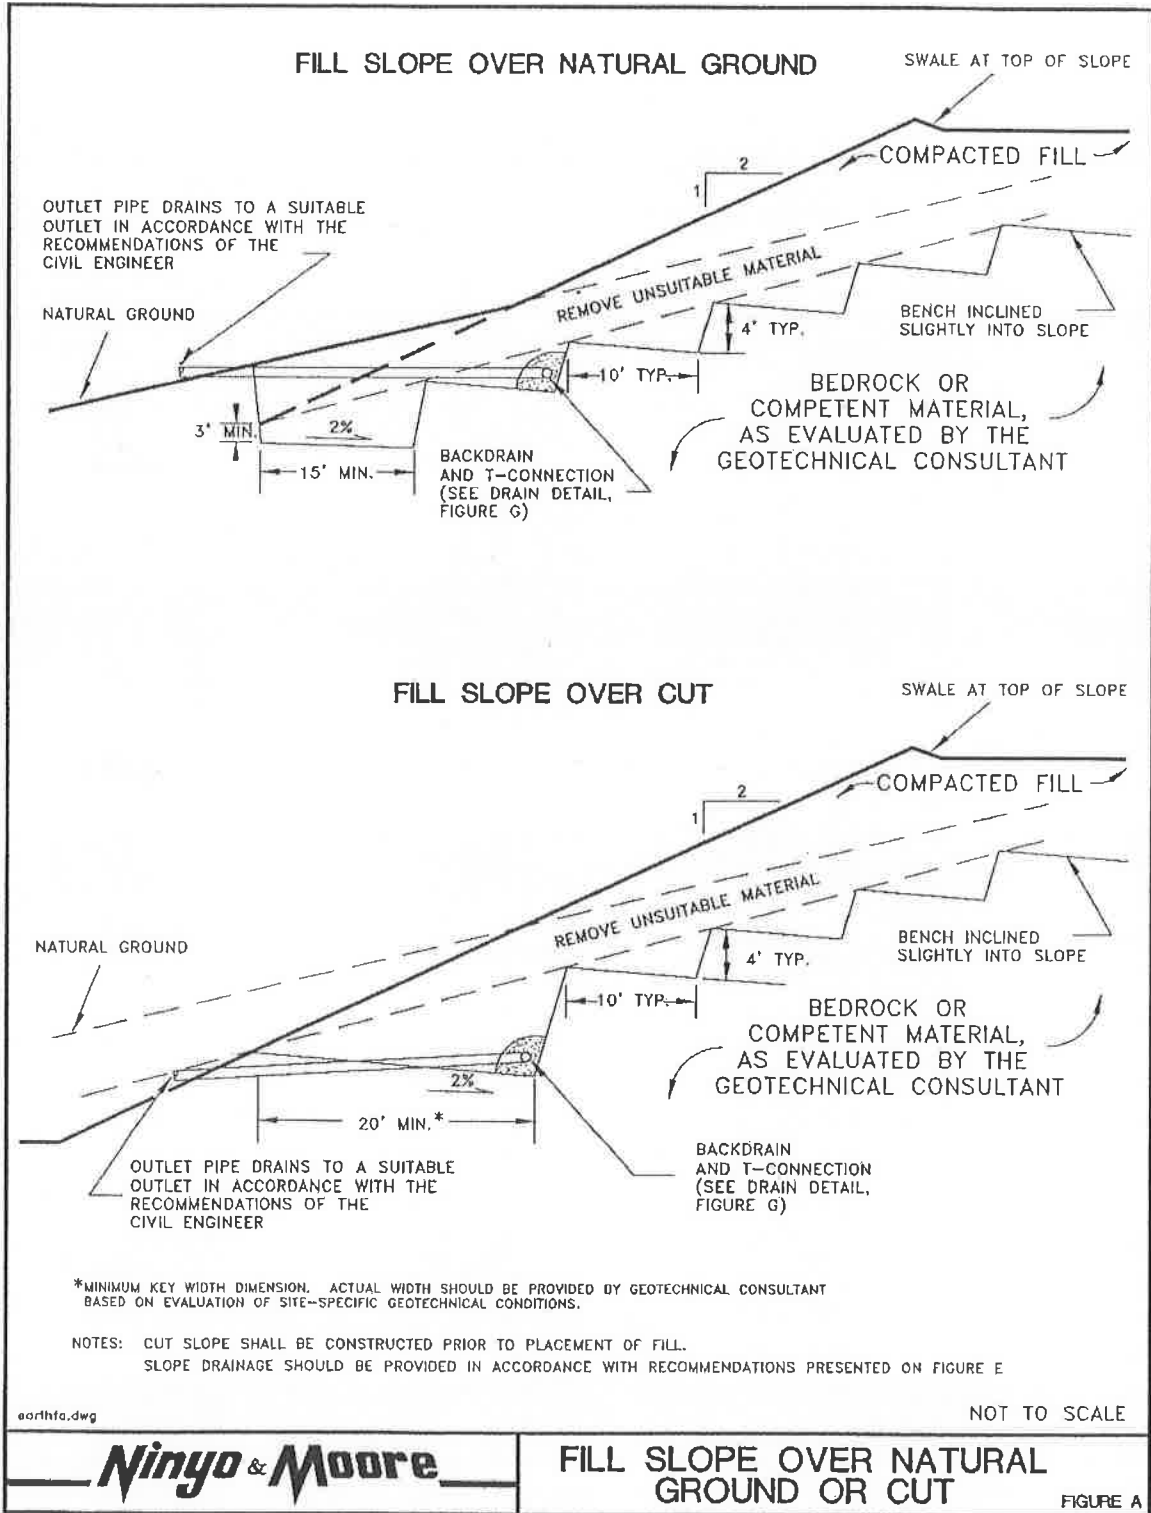 FILL SLOPE OVER NATURAL GROUND
SWALE AT TOP OF SLOPE
2
1
COMPACTED FILL
OUTLET PIPE DRAINS TO A SUITABLE
OUTLET IN ACCORDANCE WITH THE
RECOMMENDATIONS OF THE
CIVIL ENGINEER
REMOVE UNSUITABLE MATERIAL
NATURAL GROUND
4' TYP.
BENCH INCLINED
SLIGHTLY INTO SLOPE
10' TYP.
BEDROCK OR
COMPETENT MATERIAL,
AS EVALUATED BY THE
GEOTECHNICAL CONSULTANT
3' MIN.
2%
15' MIN.
BACKDRAIN
AND T-CONNECTION
(SEE DRAIN DETAIL,
FIGURE G)
FILL SLOPE OVER CUT
SWALE AT TOP OF SLOPE
2
1
COMPACTED FILL
REMOVE UNSUITABLE MATERIAL
NATURAL GROUND
4' TYP.
BENCH INCLINED
SLIGHTLY INTO SLOPE
10' TYP.
BEDROCK OR
COMPETENT MATERIAL,
AS EVALUATED BY THE
GEOTECHNICAL CONSULTANT
2%
20' MIN.*
OUTLET PIPE DRAINS TO A SUITABLE
OUTLET IN ACCORDANCE WITH THE
RECOMMENDATIONS OF THE
CIVIL ENGINEER
BACKDRAIN
AND T-CONNECTION
(SEE DRAIN DETAIL,
FIGURE G)
*MINIMUM KEY WIDTH DIMENSION. ACTUAL WIDTH SHOULD BE PROVIDED BY GEOTECHNICAL CONSULTANT
BASED ON EVALUATION OF SITE-SPECIFIC GEOTECHNICAL CONDITIONS.
NOTES: CUT SLOPE SHALL BE CONSTRUCTED PRIOR TO PLACEMENT OF FILL.
SLOPE DRAINAGE SHOULD BE PROVIDED IN ACCORDANCE WITH RECOMMENDATIONS PRESENTED ON FIGURE E
NOT TO SCALE
Ninyo & Moore
FILL SLOPE OVER NATURAL
GROUND OR CUT
FIGURE A